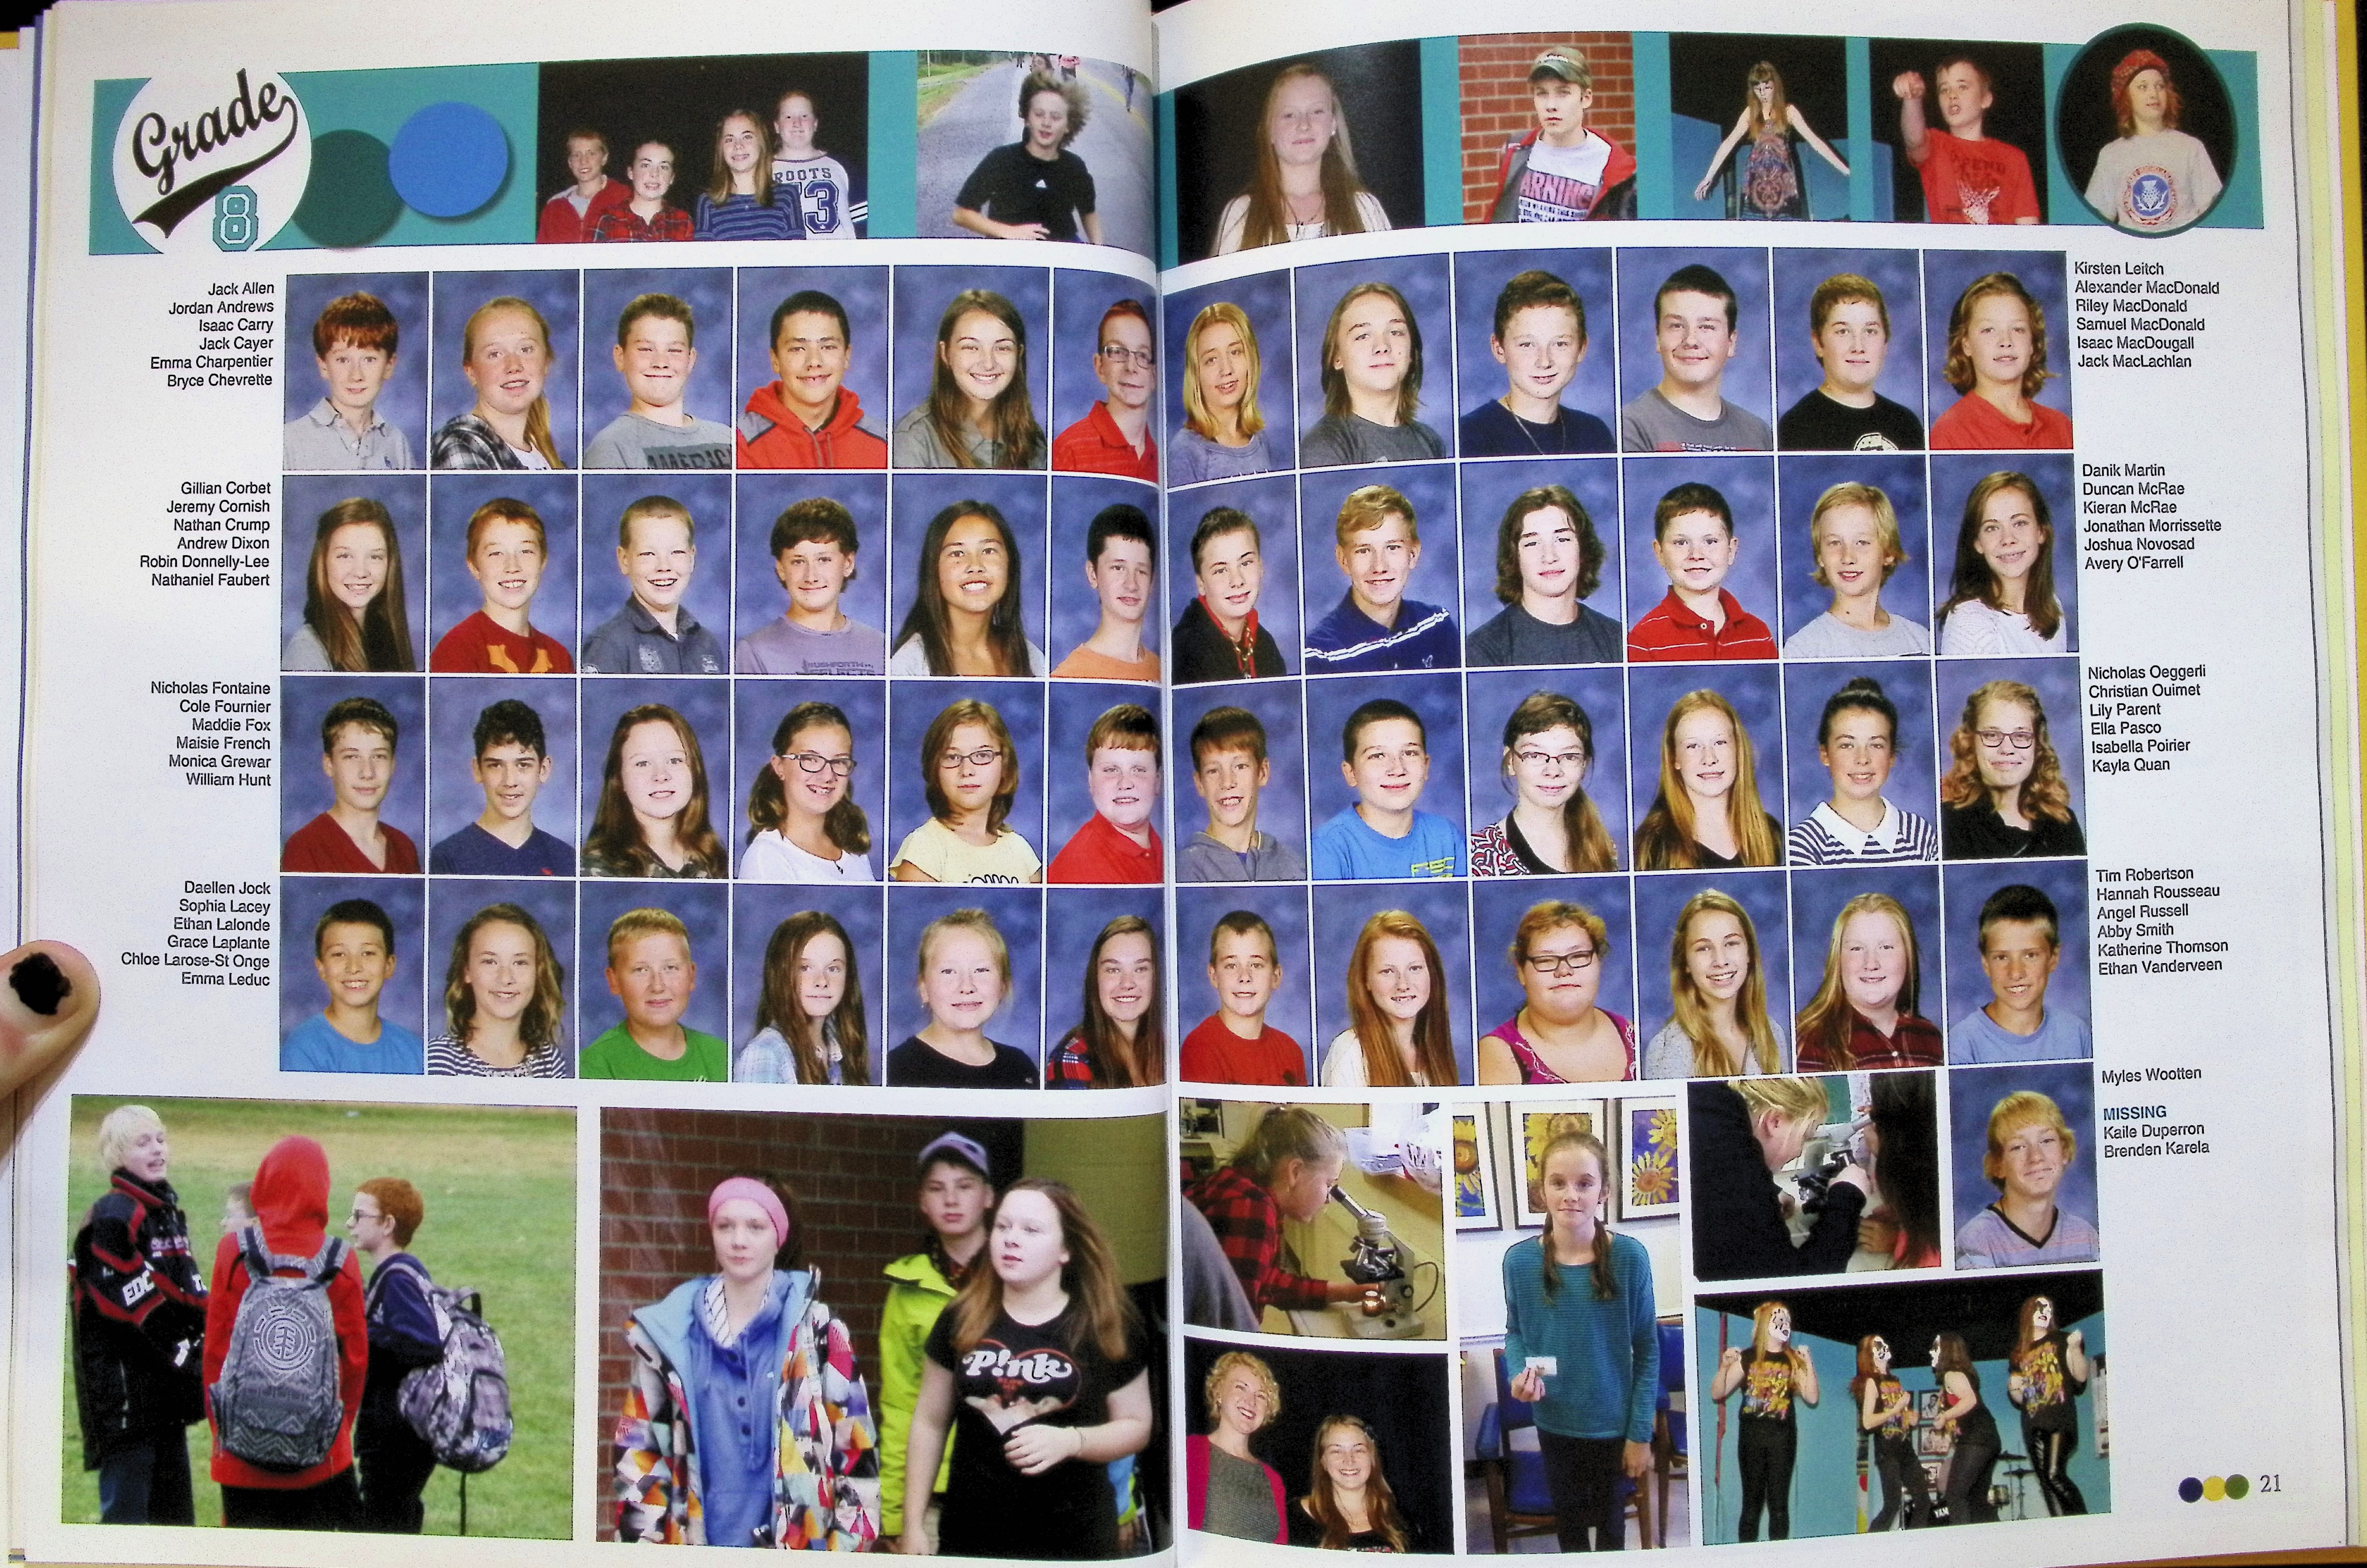 Grade
8
ROOTS
53
ARNING
Jack Allen
Jordan Andrews
Isaac Carry
Jack Cayer
Emma Charpentier
Bryce Chevrette
Kirsten Leitch
Alexander MacDonald
Riley MacDonald
Samuel MacDonald
Isaac MacDougall
Jack MacLachlan
Gillian Corbet
Jeremy Cornish
Nathan Crump
Andrew Dixon
Robin Donnelly-Lee
Nathaniel Faubert
Danik Martin
Duncan McRae
Kieran McRae
Jonathan Morrissette
Joshua Novosad
Avery O'Farrell
Nicholas Fontaine
Cole Fournier
Maddie Fox
Maisie French
Monica Grewar
William Hunt
Nicholas Oeggerli
Christian Ouimet
Lily Parent
Ella Pasco
Isabella Poirier
Kayla Quan
Daellen Jock
Sophia Lacey
Ethan Lalonde
Grace Laplante
Chloe Larose-St Onge
Emma Leduc
Tim Robertson
Hannah Rousseau
Angel Russell
Abby Smith
Katherine Thomson
Ethan Vanderveen
Myles Wootten
MISSING
Kaile Duperron
Brenden Karela
P!nk
YAM
21